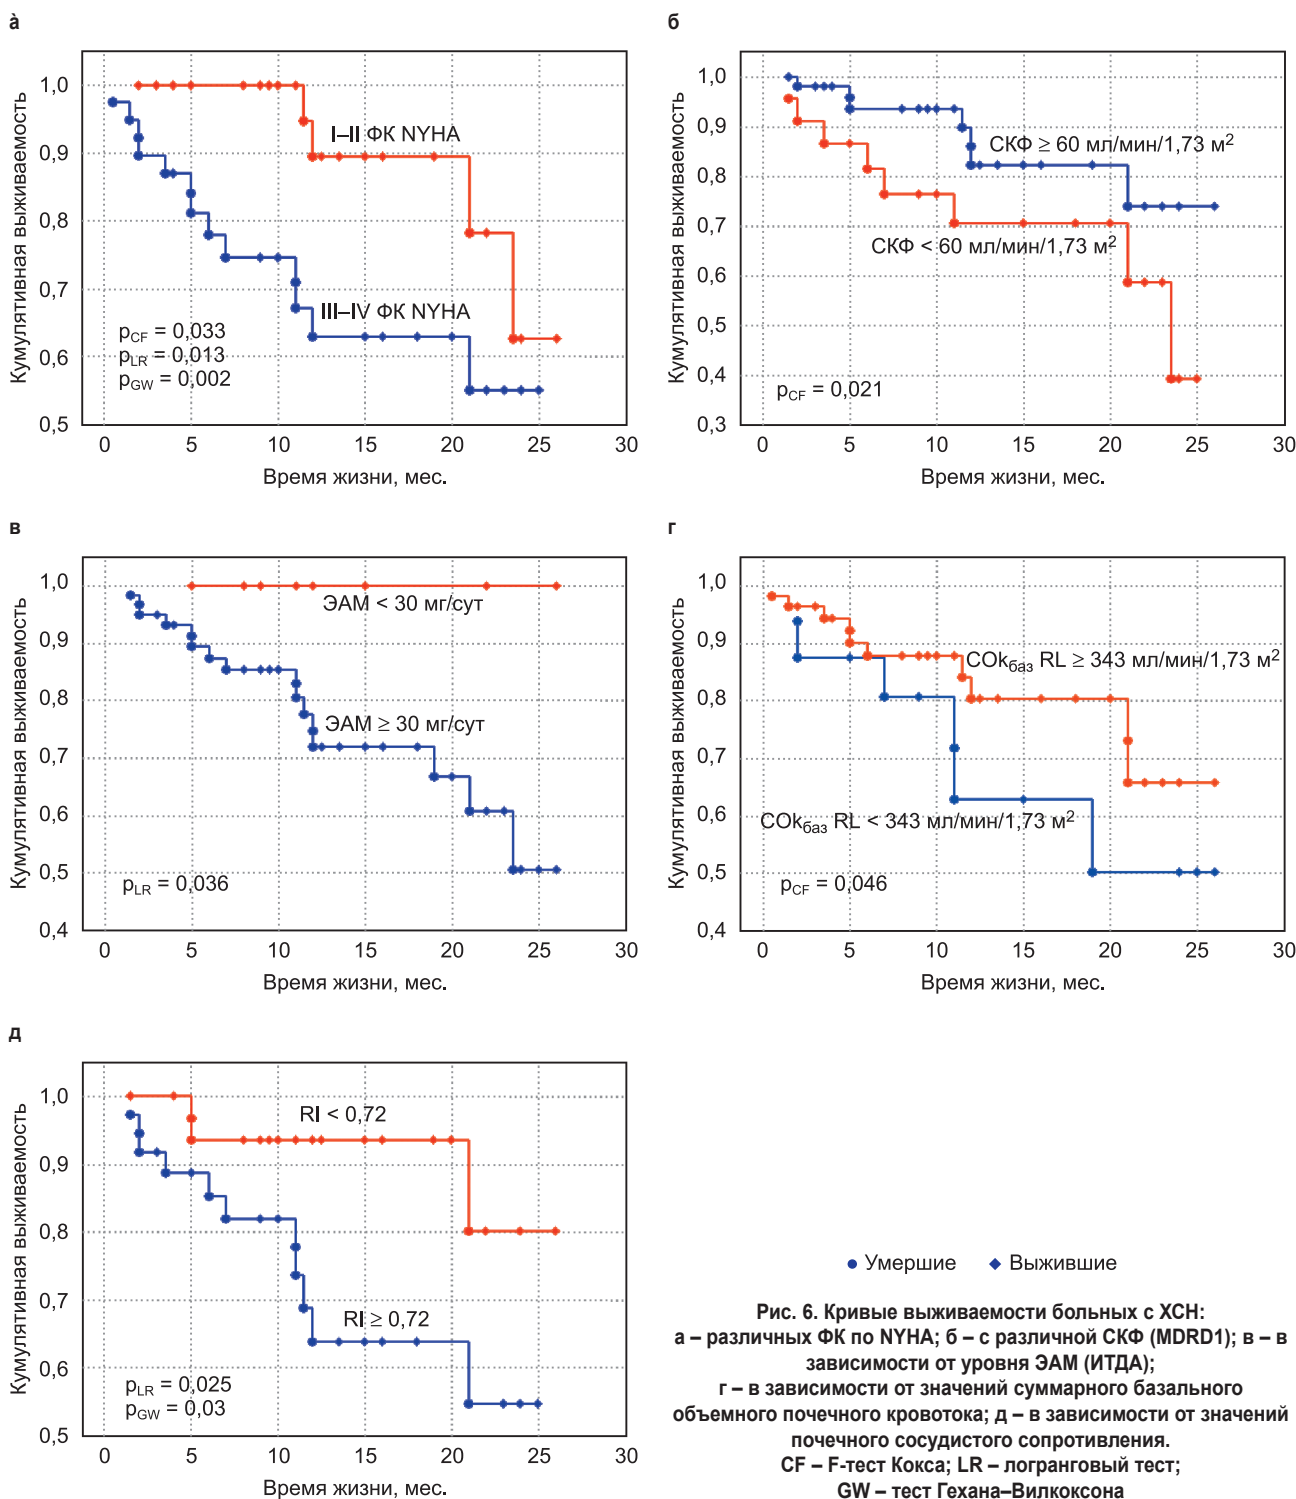 à
Кумулятивная выживаемость
1,0
0,9
0,8
0,7
0,6
0,5
I–II ФК NYHA
III–IV ФК NYHA
pCF = 0,033
pLR = 0,013
pGW = 0,002
0 5 10 15 20 25 30
Время жизни, мес.
б
Кумулятивная выживаемость
1,0
0,9
0,8
0,7
0,6
0,5
0,4
0,3
СКФ ≥ 60 мл/мин/1,73 м²
СКФ < 60 мл/мин/1,73 м²
pCF = 0,021
0 5 10 15 20 25 30
Время жизни, мес.
в
Кумулятивная выживаемость
1,0
0,9
0,8
0,7
0,6
0,5
0,4
ЭАМ < 30 мг/сут
ЭАМ ≥ 30 мг/сут
pLR = 0,036
0 5 10 15 20 25 30
Время жизни, мес.
г
Кумулятивная выживаемость
1,0
0,9
0,8
0,7
0,6
0,5
0,4
COkбаз RL ≥ 343 мл/мин/1,73 м²
COkбаз RL < 343 мл/мин/1,73 м²
pCF = 0,046
0 5 10 15 20 25 30
Время жизни, мес.
д
Кумулятивная выживаемость
1,0
0,9
0,8
0,7
0,6
0,5
RI < 0,72
RI ≥ 0,72
pLR = 0,025
pGW = 0,03
0 5 10 15 20 25 30
Время жизни, мес.
Умершие Выжившие
Рис. 6. Кривые выживаемости больных с ХСН:
а – различных ФК по NYHA; б – с различной СКФ (MDRD1); в – в
зависимости от уровня ЭАМ (ИТДА);
г – в зависимости от значений суммарного базального
объемного почечного кровотока; д – в зависимости от значений
почечного сосудистого сопротивления.
CF – F-тест Кокса; LR – логранговый тест;
GW – тест Гехана–Вилкоксона